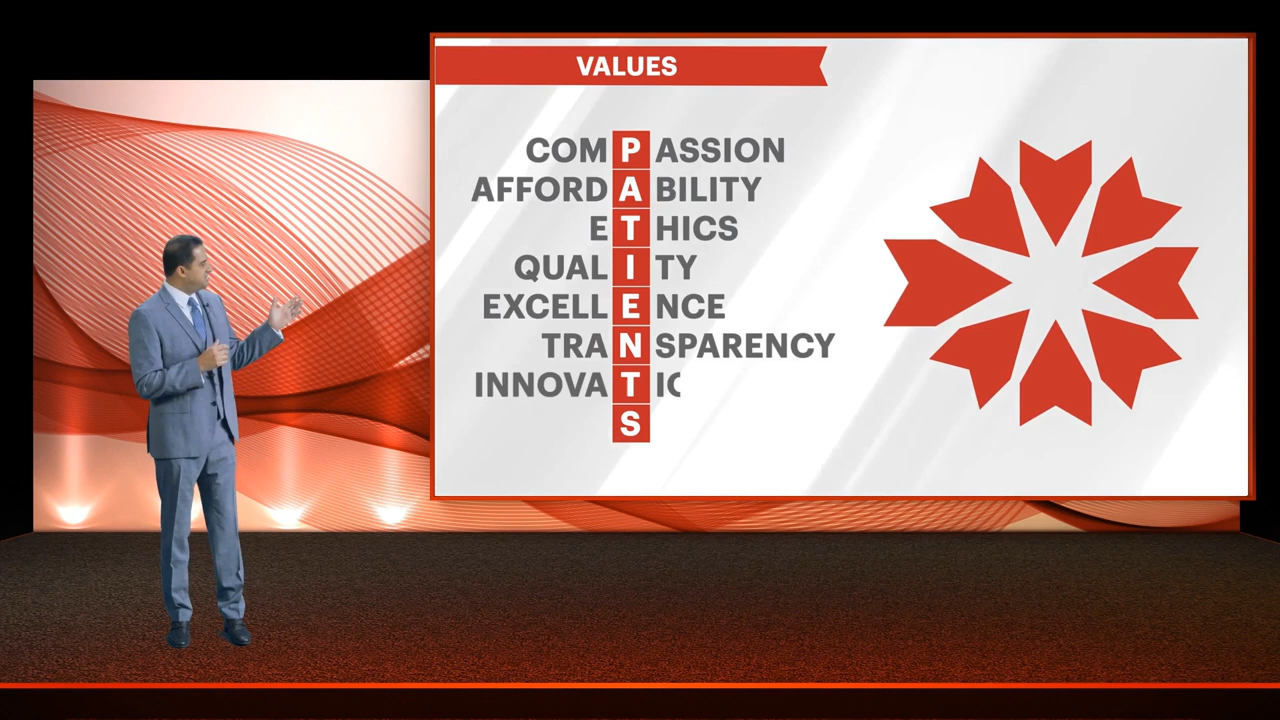 VALUES
COMPASSION
AFFORDABILITY
ETHICS
QUALITY
EXCELLENCE
TRANSPARENCY
INNOVATI
S